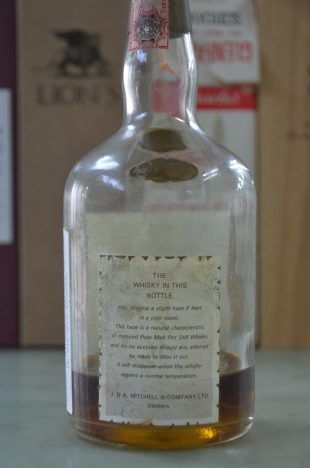 LION'S
THE
WHISKY IN THIS
BOTTLE
may develop a slight haze if kept
in a cold room.
This haze is a natural characteristic
of matured Pure Malt Pot Still Whisky
and on no account should any attempt
be made to filter it out.
It will disappear when the whisky
regains a normal temperature.
J. & A. MITCHELL & COMPANY LTD.
Distillers